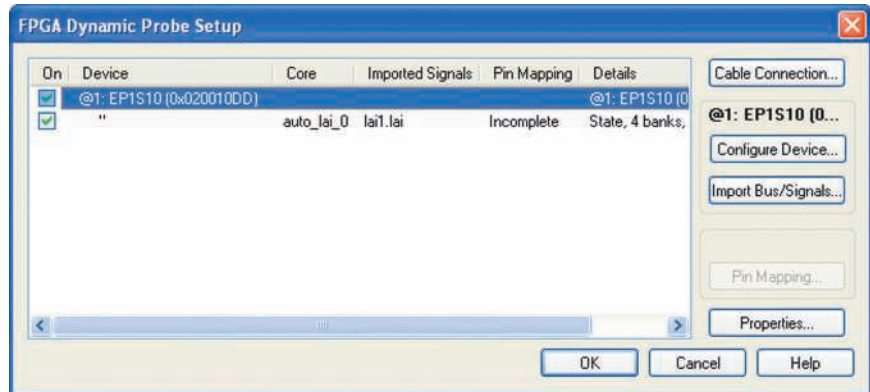 FPGA Dynamic Probe Setup
On Device Core Imported Signals Pin Mapping Details
@1: EP1S10 (0x020010DD) @1: EP1S10 (0
" auto_lai_0 lai1.lai Incomplete State, 4 banks,
Cable Connection...
@1: EP1S10 (0...
Configure Device...
Import Bus/Signals...
Pin Mapping...
Properties...
OK Cancel Help